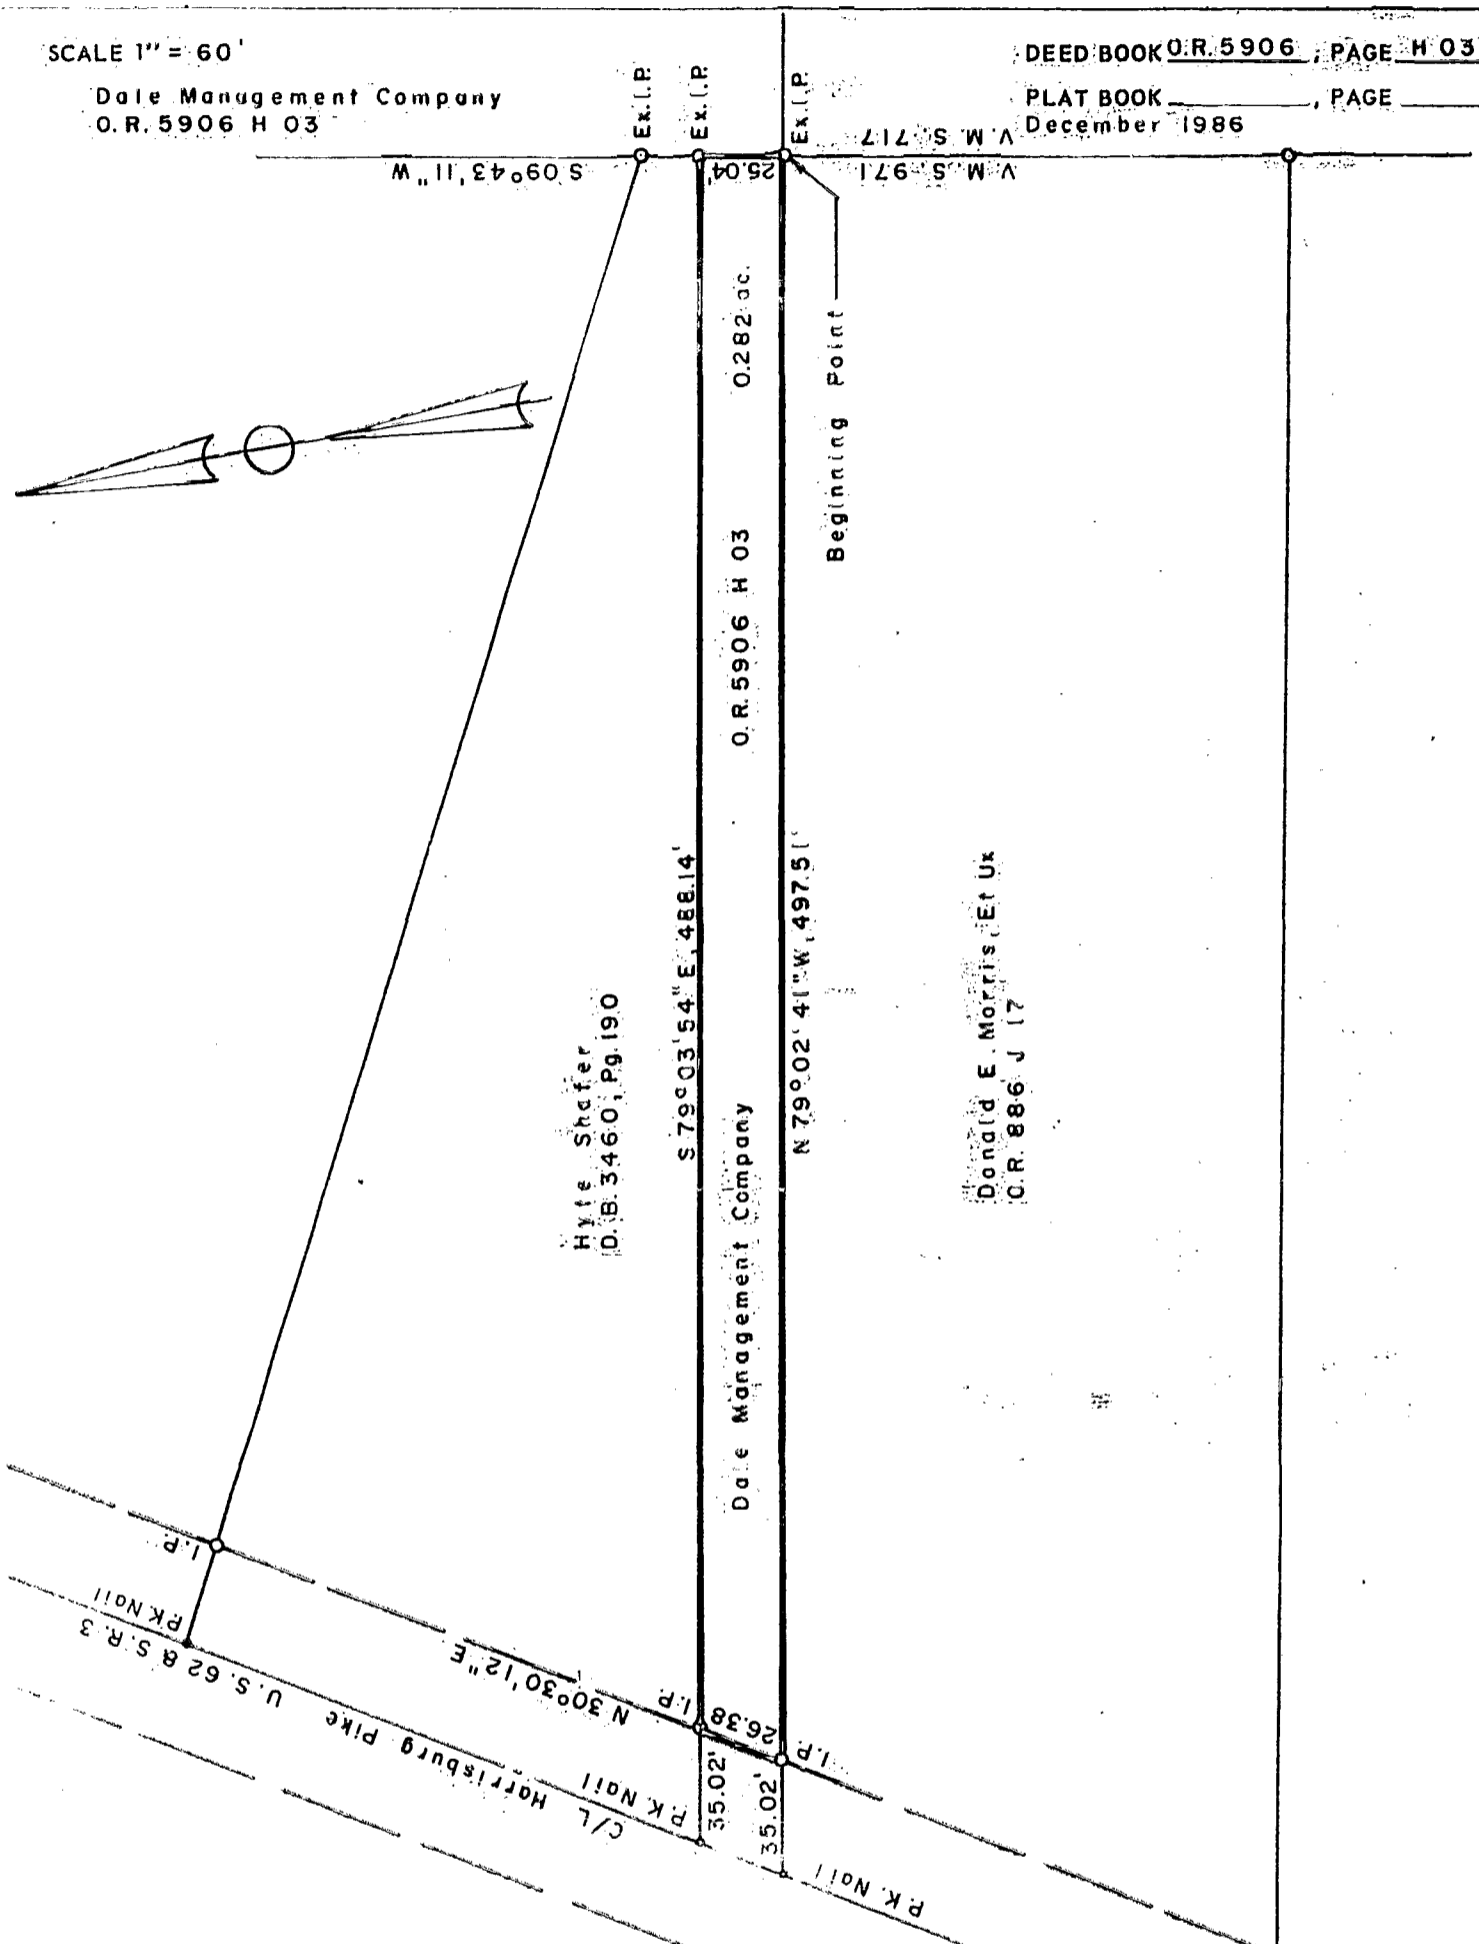 SCALE 1" = 60'
DEED BOOK O.R. 5906, PAGE H 03
Dale Management Company
O.R. 5906 H 03
PLAT BOOK ______, PAGE ____
December 1986
Ex. I.P.
Ex. I.P.
Ex. I.P.
V. M. S. 717
V. M. S. 971
S 09°43'11" W
25.04'
0.282 ac.
Beginning Point
O.R. 5906 H 03
S 79°03'54" E, 488.14'
N 79°02'41" W, 497.51'
Hyle Shafer
D.B. 3460, Pg. 190
Dale Management Company
Donald E. Morris, Et Ux
O.R. 886 J 17
I.P.
P.K. Nail
U.S. 62 & S.R. 3
C/L Harrisburg Pike
N 30°30'12" E
I.P.
26.38
I.P.
P.K. Nail
35.02'
35.02'
P.K. Nail